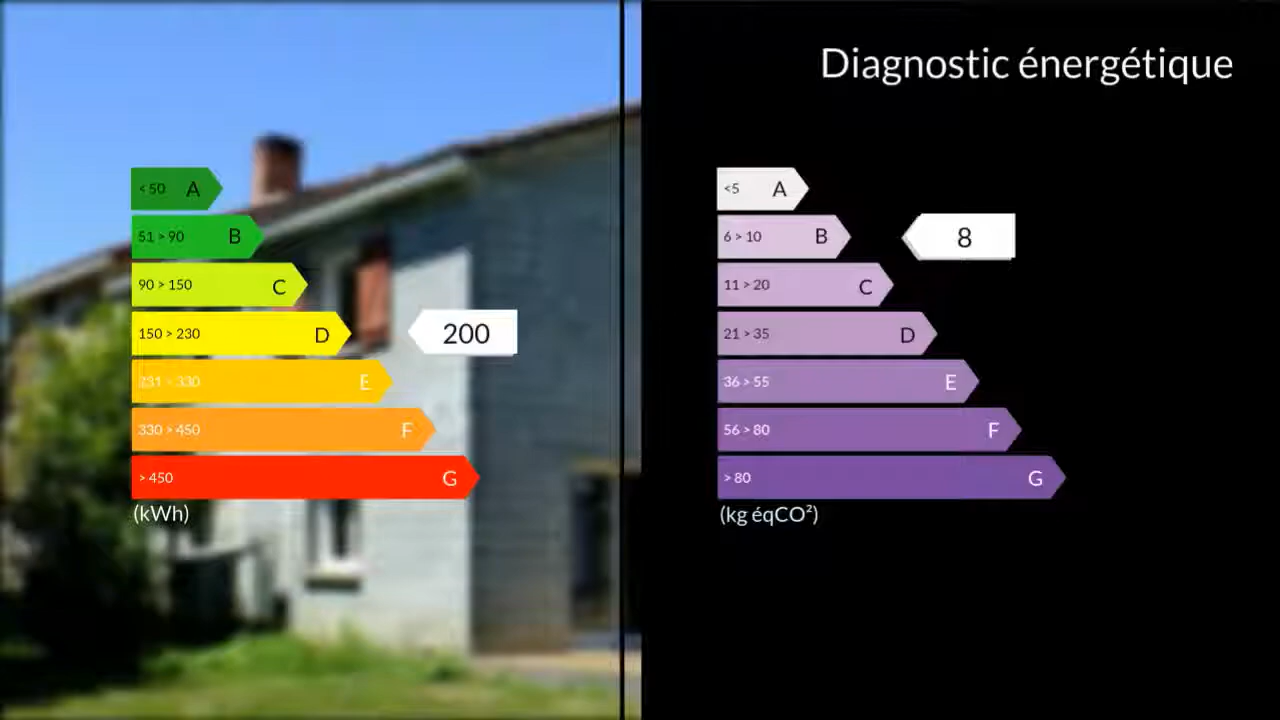 Diagnostic énergétique
<50 A
51 > 90 B
90 > 150 C
150 > 230 D
200
231 > 330 E
330 > 450 F
> 450 G
(kWh)
<5 A
6 > 10 B
8
11 > 20 C
21 > 35 D
36 > 55 E
56 > 80 F
> 80 G
(kg éqCO²)